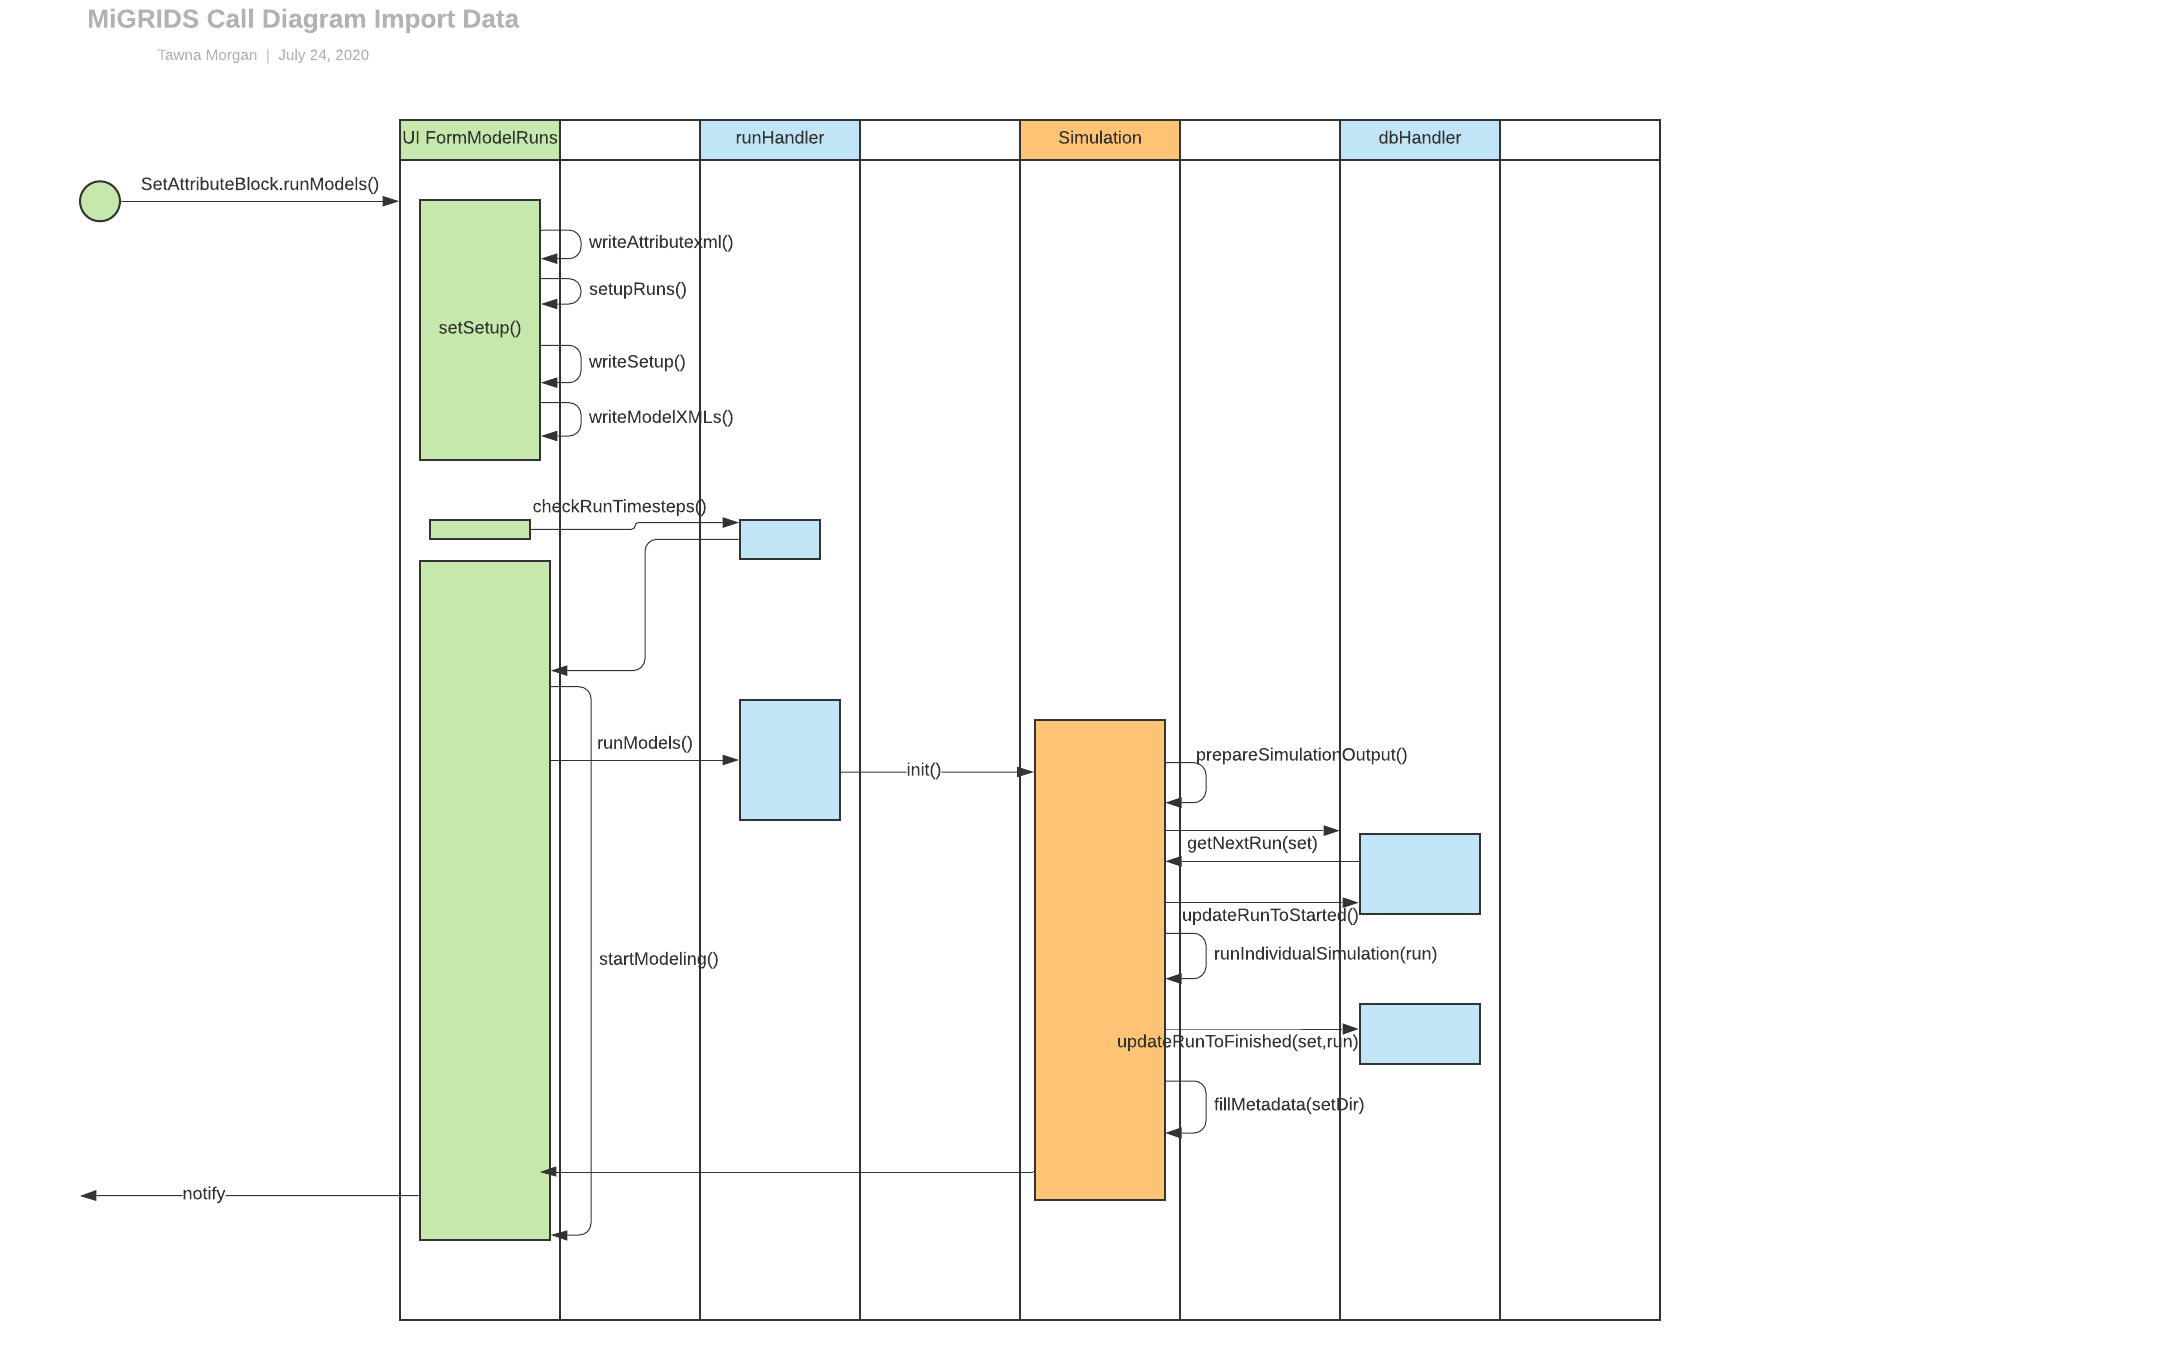 MiGRIDS Call Diagram Import Data
Tawna Morgan | July 24, 2020
UI FormModelRuns
runHandler
Simulation
dbHandler
SetAttributeBlock.runModels()
writeAttributexml()
setupRuns()
setSetup()
writeSetup()
writeModelXMLs()
checkRunTimesteps()
runModels()
init()
prepareSimulationOutput()
getNextRun(set)
updateRunToStarted()
runIndividualSimulation(run)
startModeling()
updateRunToFinished(set,run)
fillMetadata(setDir)
notify